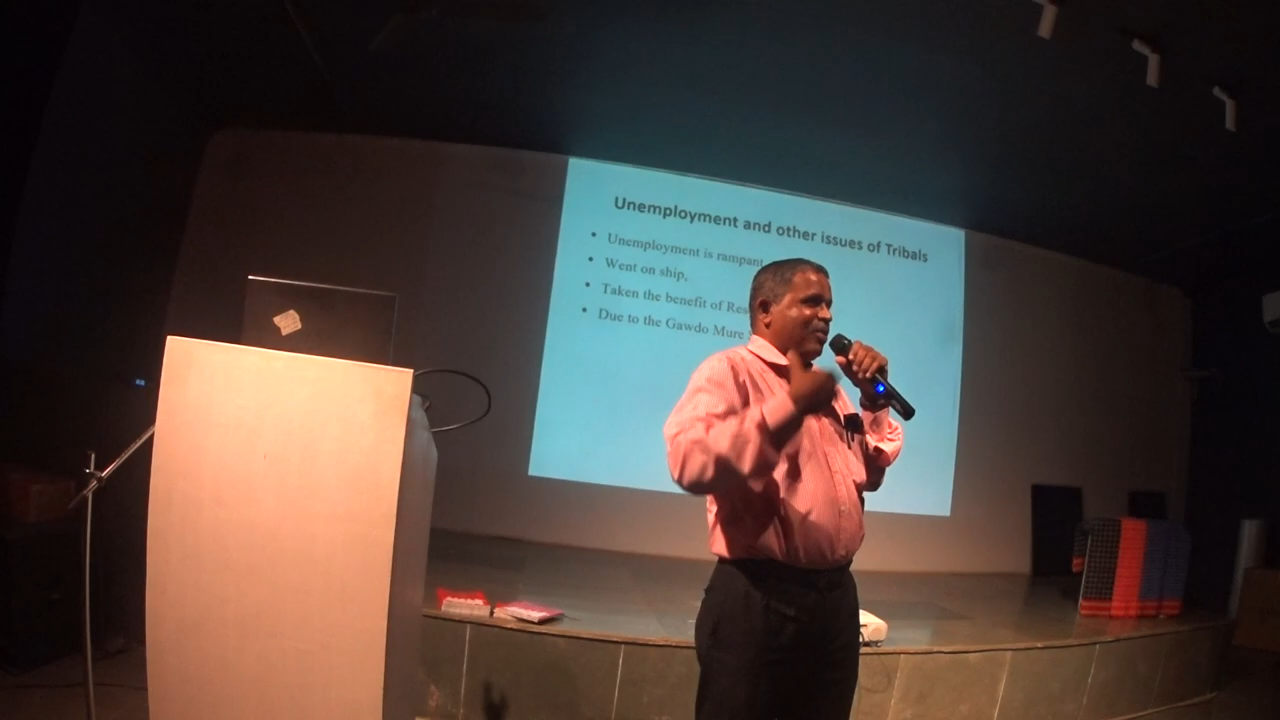 Unemployment and other issues of Tribals
• Unemployment is rampant
• Went on ship,
• Taken the benefit of Res
• Due to the Gawdo Mure